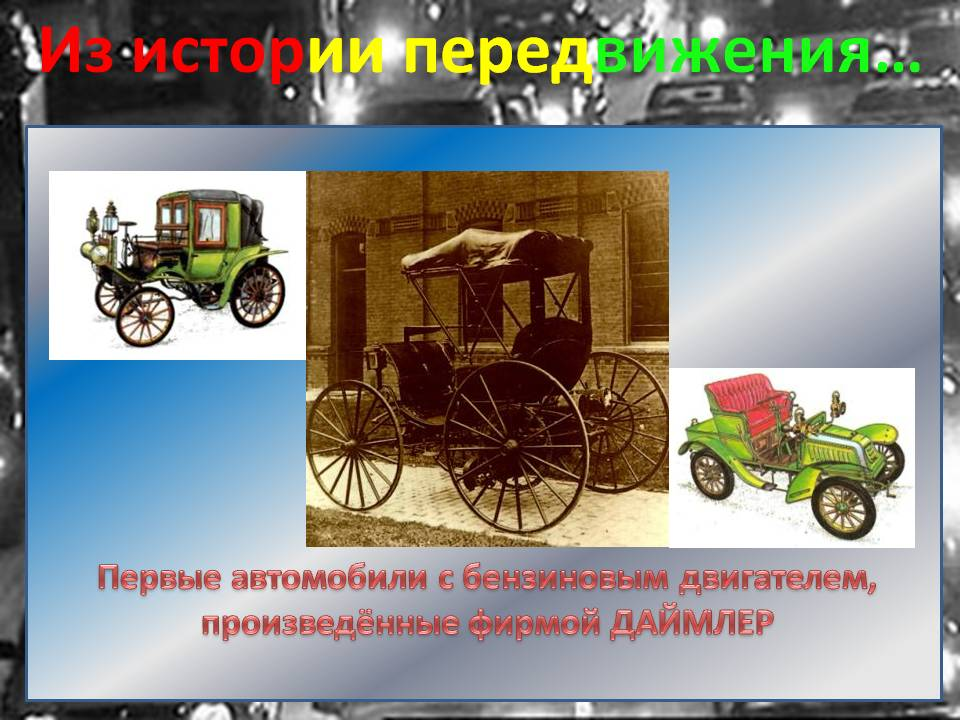 Из истории передвижения...
Первые автомобили с бензиновым двигателем,
произведённые фирмой ДАЙМЛЕР